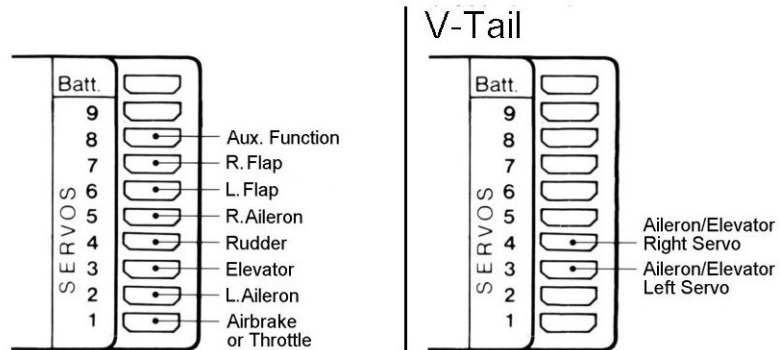 V-Tail
Batt.
9
8 Aux. Function
7 R. Flap
6 L. Flap
5 R. Aileron
4 Rudder
3 Elevator
2 L. Aileron
1 Airbrake
or Throttle
SERVOS
Batt.
9
8
7
6
5
4 Aileron/Elevator
Right Servo
3 Aileron/Elevator
Left Servo
2
1
SERVOS